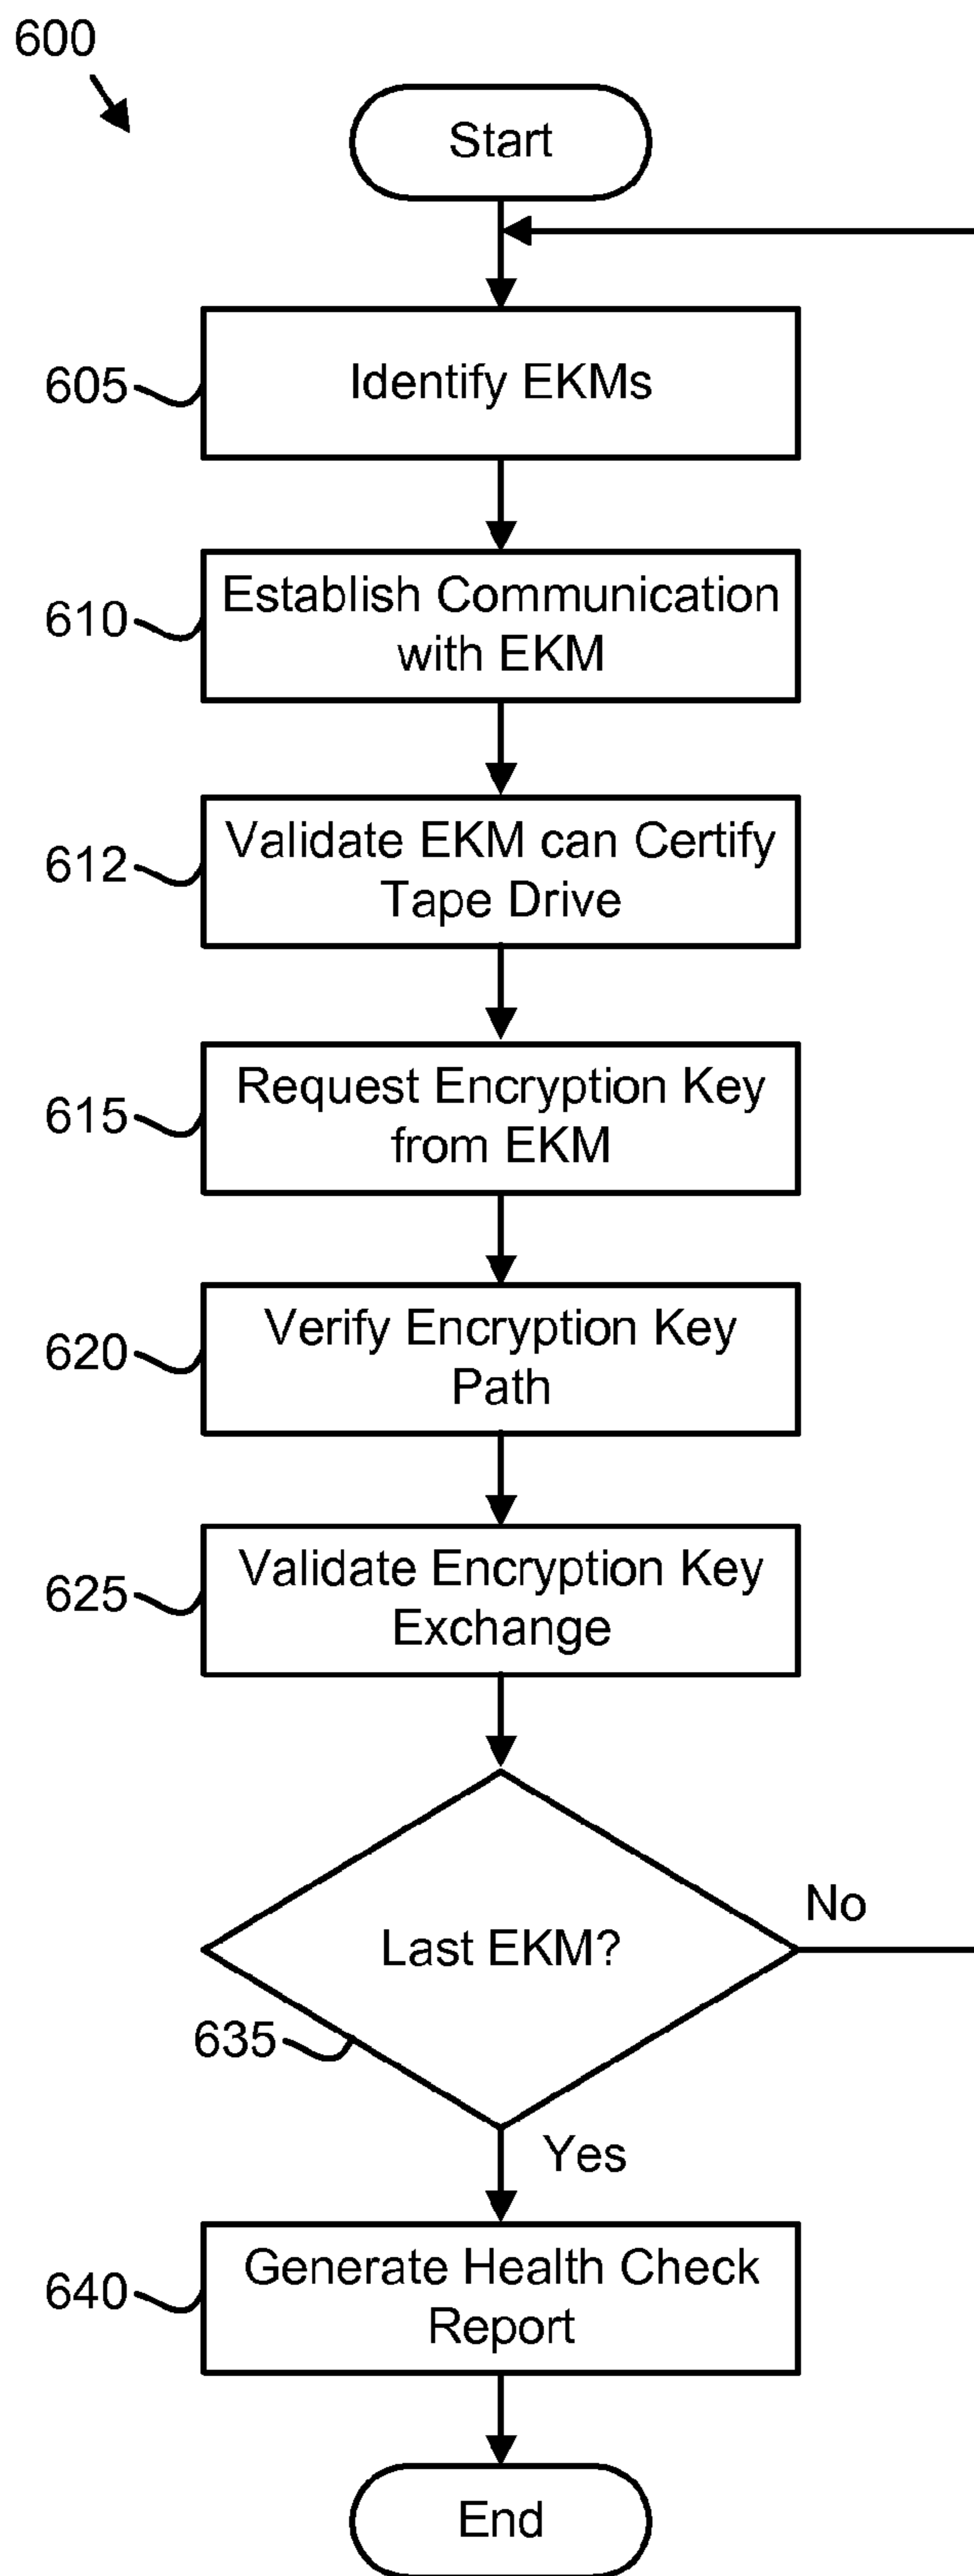 600
Start
605
Identify EKMs
610
Establish Communication
with EKM
612
Validate EKM can Certify
Tape Drive
615
Request Encryption Key
from EKM
620
Verify Encryption Key
Path
625
Validate Encryption Key
Exchange
No
Last EKM?
635
Yes
640
Generate Health Check
Report
End